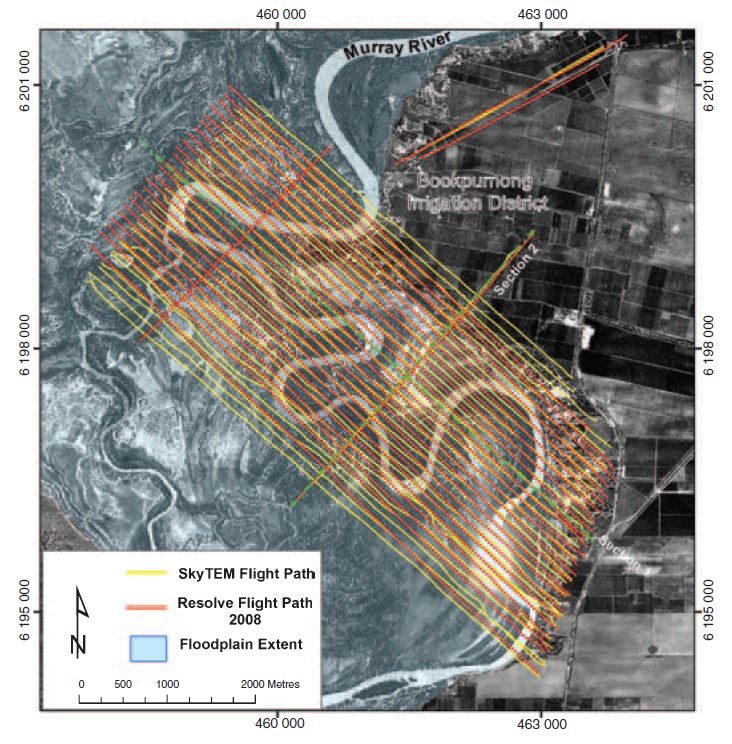 460 000
463 000
Murray River
6 201 000
6 201 000
Bookpurnong
Irrigation District
Section 2
6 198 000
6 198 000
Section
SkyTEM Flight Path
Resolve Flight Path
2008
Floodplain Extent
N
0 500 1000 2000 Metres
6 195 000
6 195 000
460 000
463 000